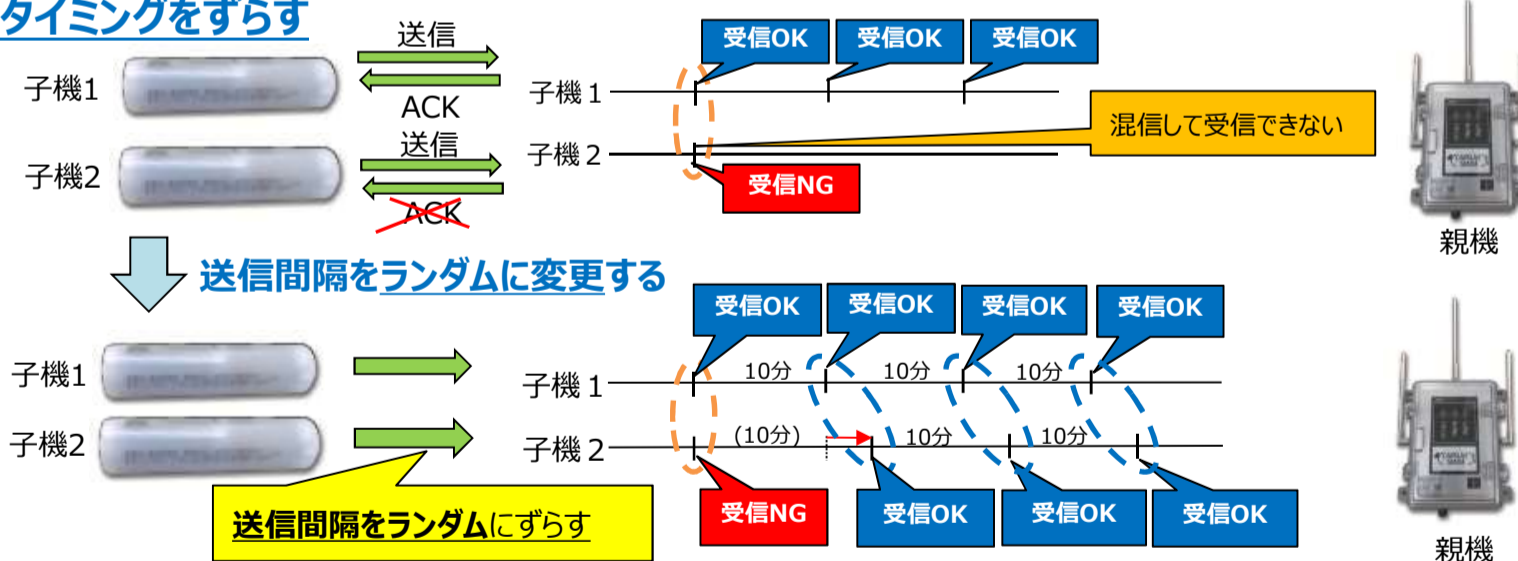 タイミングをずらす
送信
受信OK
受信OK
受信OK
子機1
子機１
ACK
混信して受信できない
送信
子機2
子機２
受信NG
ACK
親機
送信間隔をランダムに変更する
受信OK
受信OK
受信OK
受信OK
子機1
子機１
10分
10分
10分
子機2
子機２
(10分)
10分
10分
送信間隔をランダムにずらす
受信NG
受信OK
受信OK
受信OK
親機